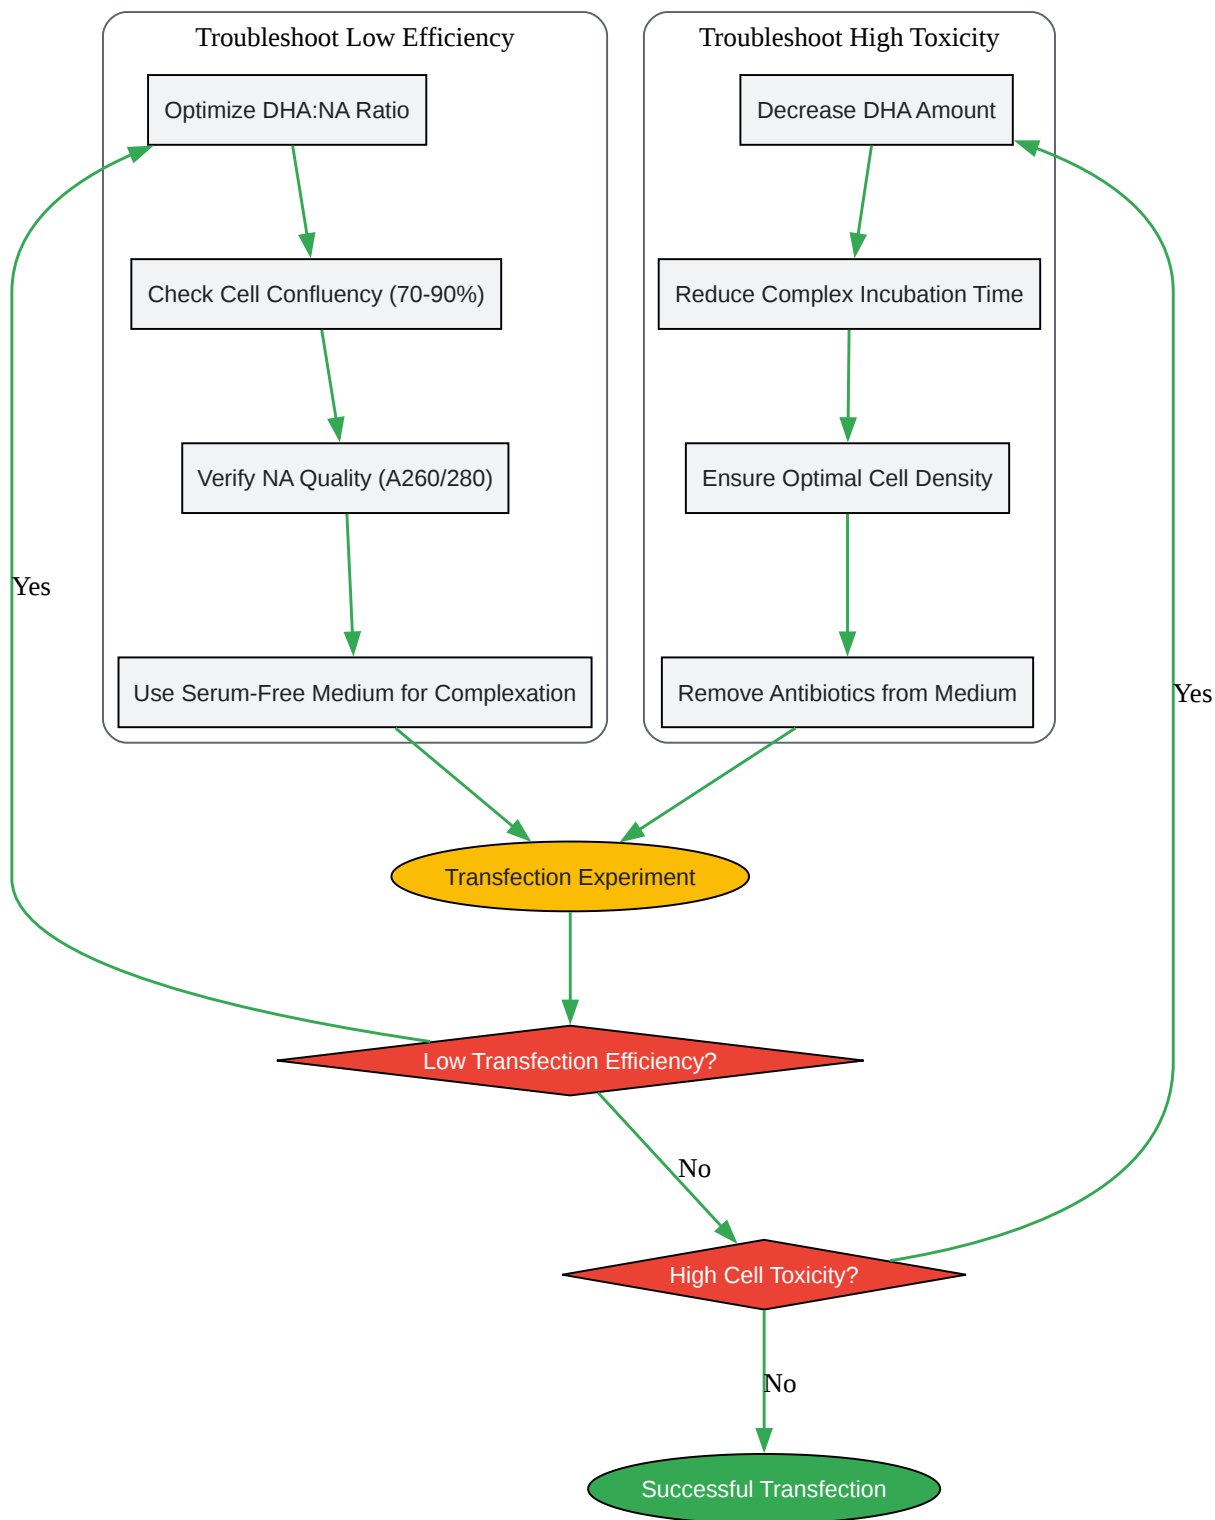 Troubleshoot Low Efficiency
Optimize DHA:NA Ratio
Check Cell Confluency (70-90%)
Verify NA Quality (A260/280)
Use Serum-Free Medium for Complexation
Troubleshoot High Toxicity
Decrease DHA Amount
Reduce Complex Incubation Time
Ensure Optimal Cell Density
Remove Antibiotics from Medium
Yes
Yes
Transfection Experiment
Low Transfection Efficiency?
No
High Cell Toxicity?
No
Successful Transfection